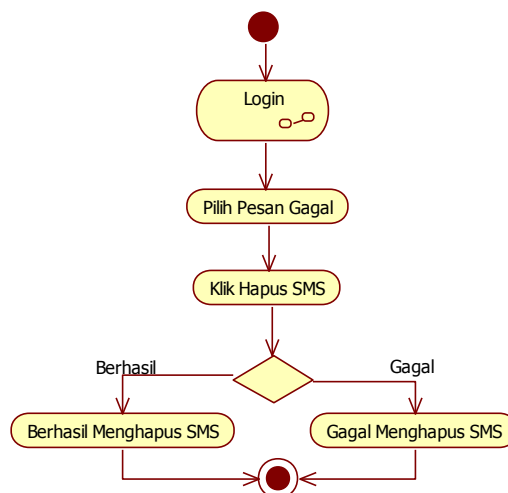 Login
Pilih Pesan Gagal
Klik Hapus SMS
Berhasil
Gagal
Berhasil Menghapus SMS
Gagal Menghapus SMS